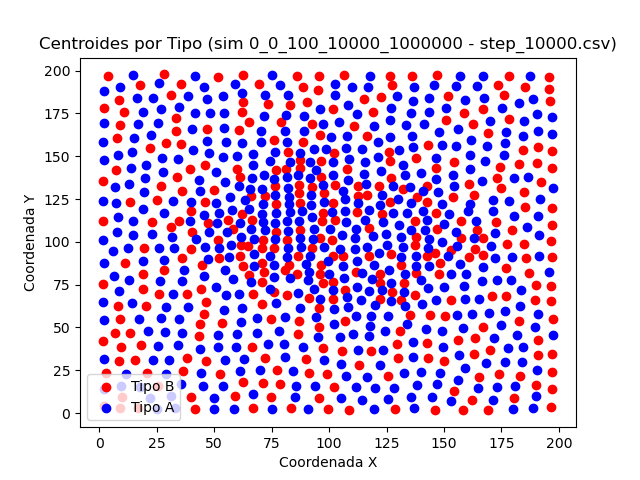 Centroides por Tipo (sim 0_0_100_10000_1000000 - step_10000.csv)
Coordenada Y
200
175
150
125
100
75
50
25
0
Tipo B
Tipo A
0 25 50 75 100 125 150 175 200
Coordenada X